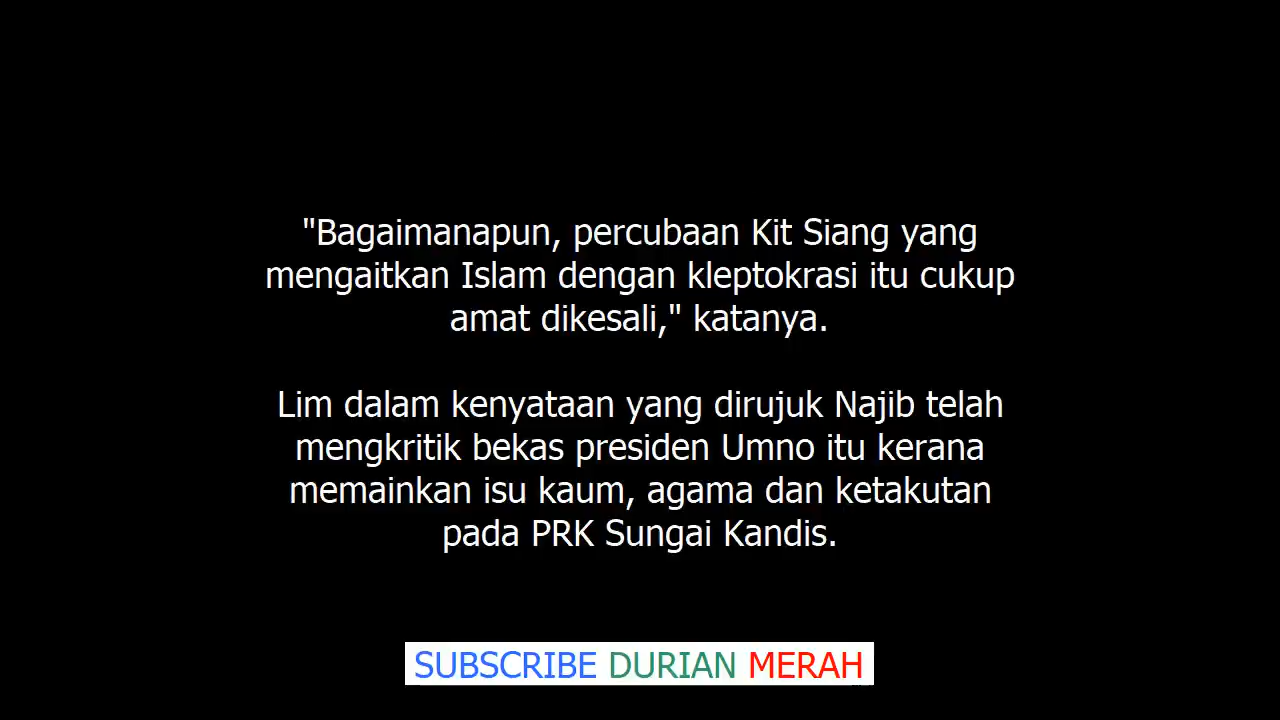 "Bagaimanapun, percubaan Kit Siang yang
mengaitkan Islam dengan kleptokrasi itu cukup
amat dikesali," katanya.
Lim dalam kenyataan yang dirujuk Najib telah
mengkritik bekas presiden Umno itu kerana
memainkan isu kaum, agama dan ketakutan
pada PRK Sungai Kandis.
SUBSCRIBE DURIAN MERAH